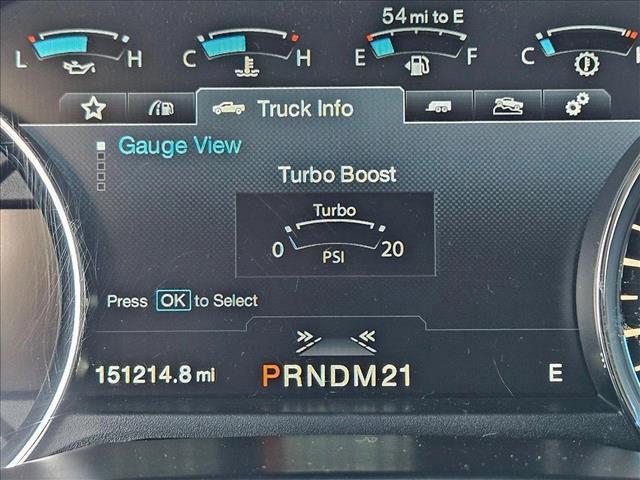 54 mi to E
L H C H E F C
Truck Info
Gauge View
Turbo Boost
Turbo
0 20
PSI
Press OK to Select
151214.8 mi PRNDM21 E